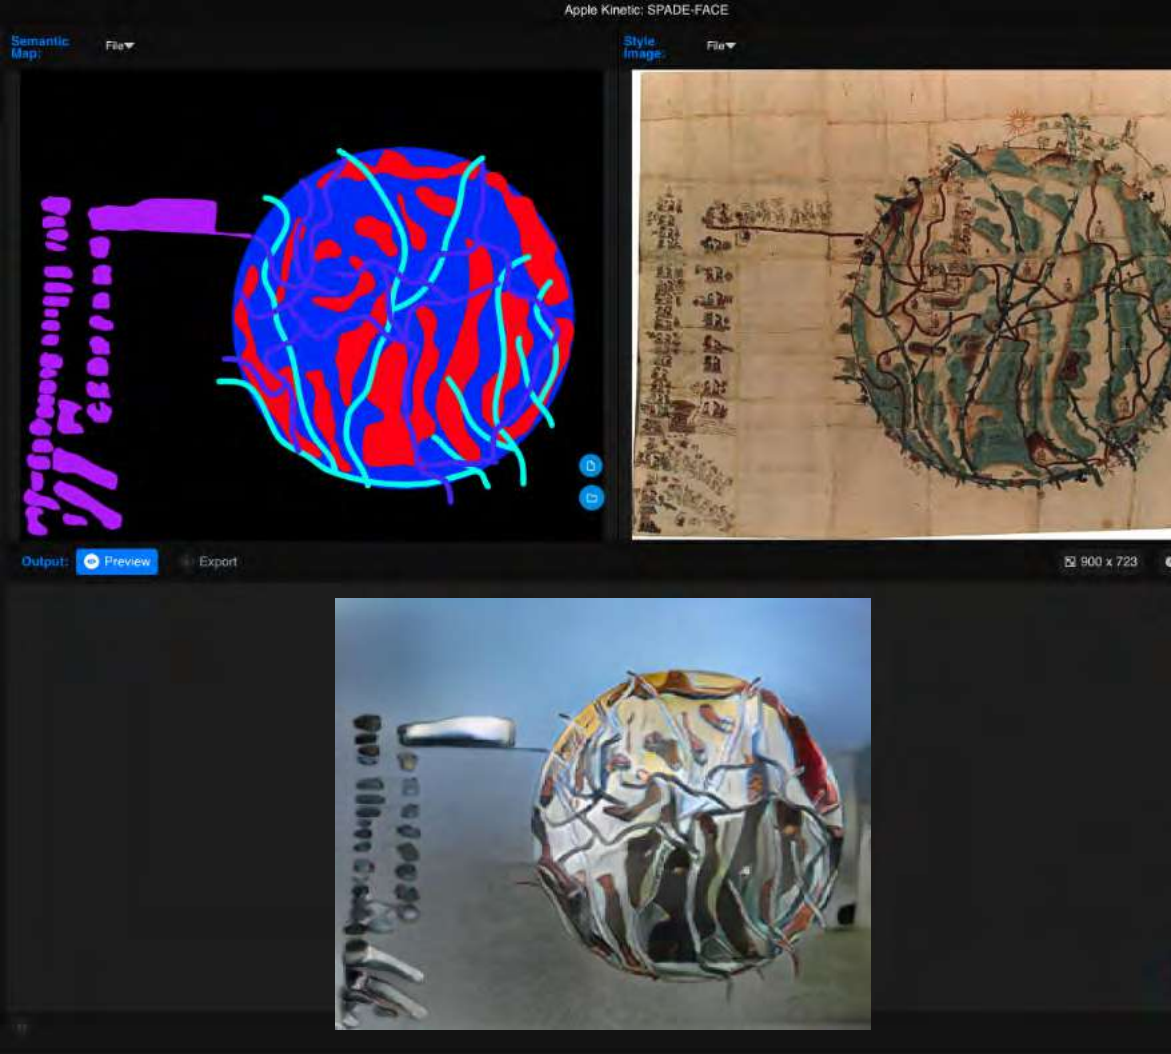 Apple Kinetic: SPADE-FACE
Semantic
Map:
File
Style
Image:
File
Output:
Preview
Export
900 x 723